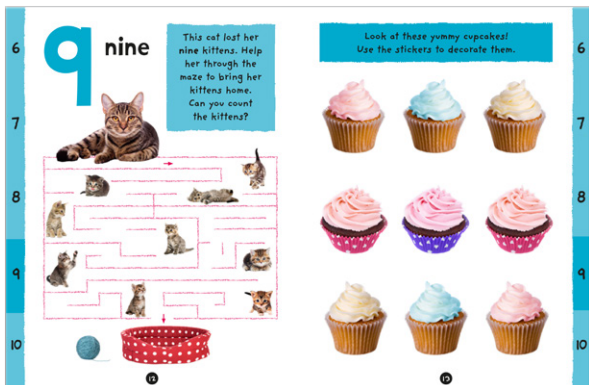 6
7
8
9
10
9 nine
This cat lost her
nine kittens. Help
her through the
maze to bring her
kittens home.
Can you count
the kittens?
12
Look at these yummy cupcakes!
Use the stickers to decorate them.
13
6
7
8
9
10